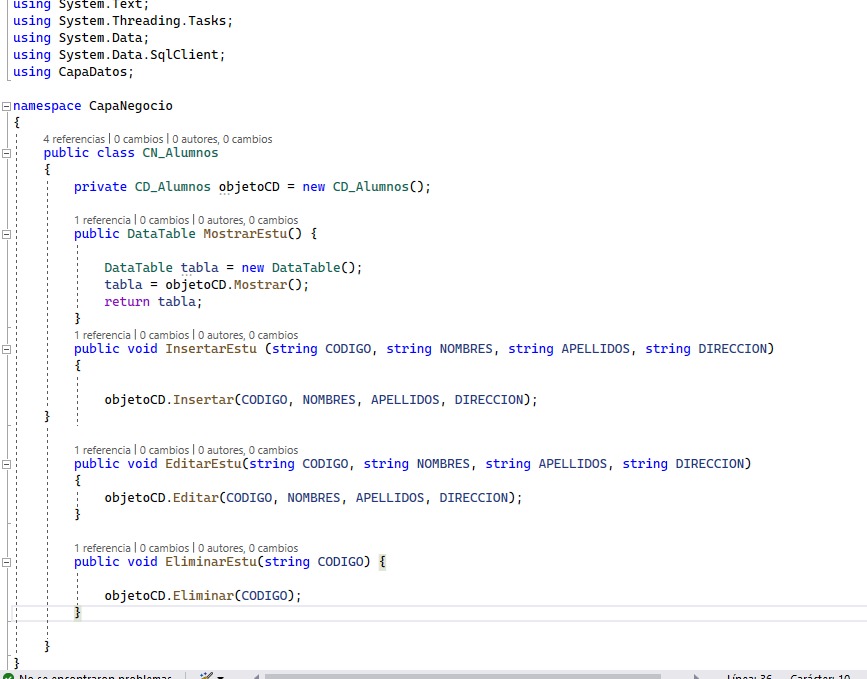 using System.Text;
using System.Threading.Tasks;
using System.Data;
using System.Data.SqlClient;
using CapaDatos;
namespace CapaNegocio
{
4 referencias | 0 cambios | 0 autores, 0 cambios
public class CN_Alumnos
{
private CD_Alumnos objetoCD = new CD_Alumnos();
1 referencia | 0 cambios | 0 autores, 0 cambios
public DataTable MostrarEstu() {
DataTable tabla = new DataTable();
tabla = objetoCD.Mostrar();
return tabla;
}
1 referencia | 0 cambios | 0 autores, 0 cambios
public void InsertarEstu (string CODIGO, string NOMBRES, string APELLIDOS, string DIRECCION)
{
objetoCD.Insertar(CODIGO, NOMBRES, APELLIDOS, DIRECCION);
}
1 referencia | 0 cambios | 0 autores, 0 cambios
public void EditarEstu(string CODIGO, string NOMBRES, string APELLIDOS, string DIRECCION)
{
objetoCD.Editar(CODIGO, NOMBRES, APELLIDOS, DIRECCION);
}
1 referencia | 0 cambios | 0 autores, 0 cambios
public void EliminarEstu(string CODIGO) {
objetoCD.Eliminar(CODIGO);
}
}
}
No se encontraron problemas Línea: 36 Carácter: 10